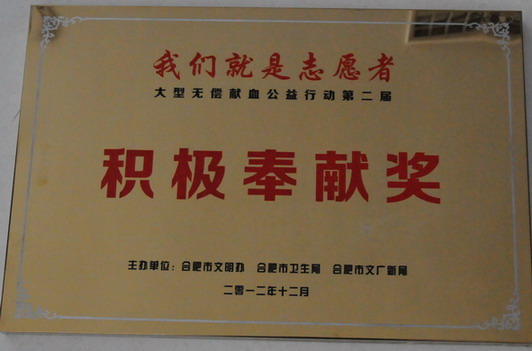 我们就是志愿者
大型无偿献血公益行动第二届
积极奉献奖
主办单位：合肥市文明办 合肥市卫生局 合肥市文广新局
二零一二年十二月